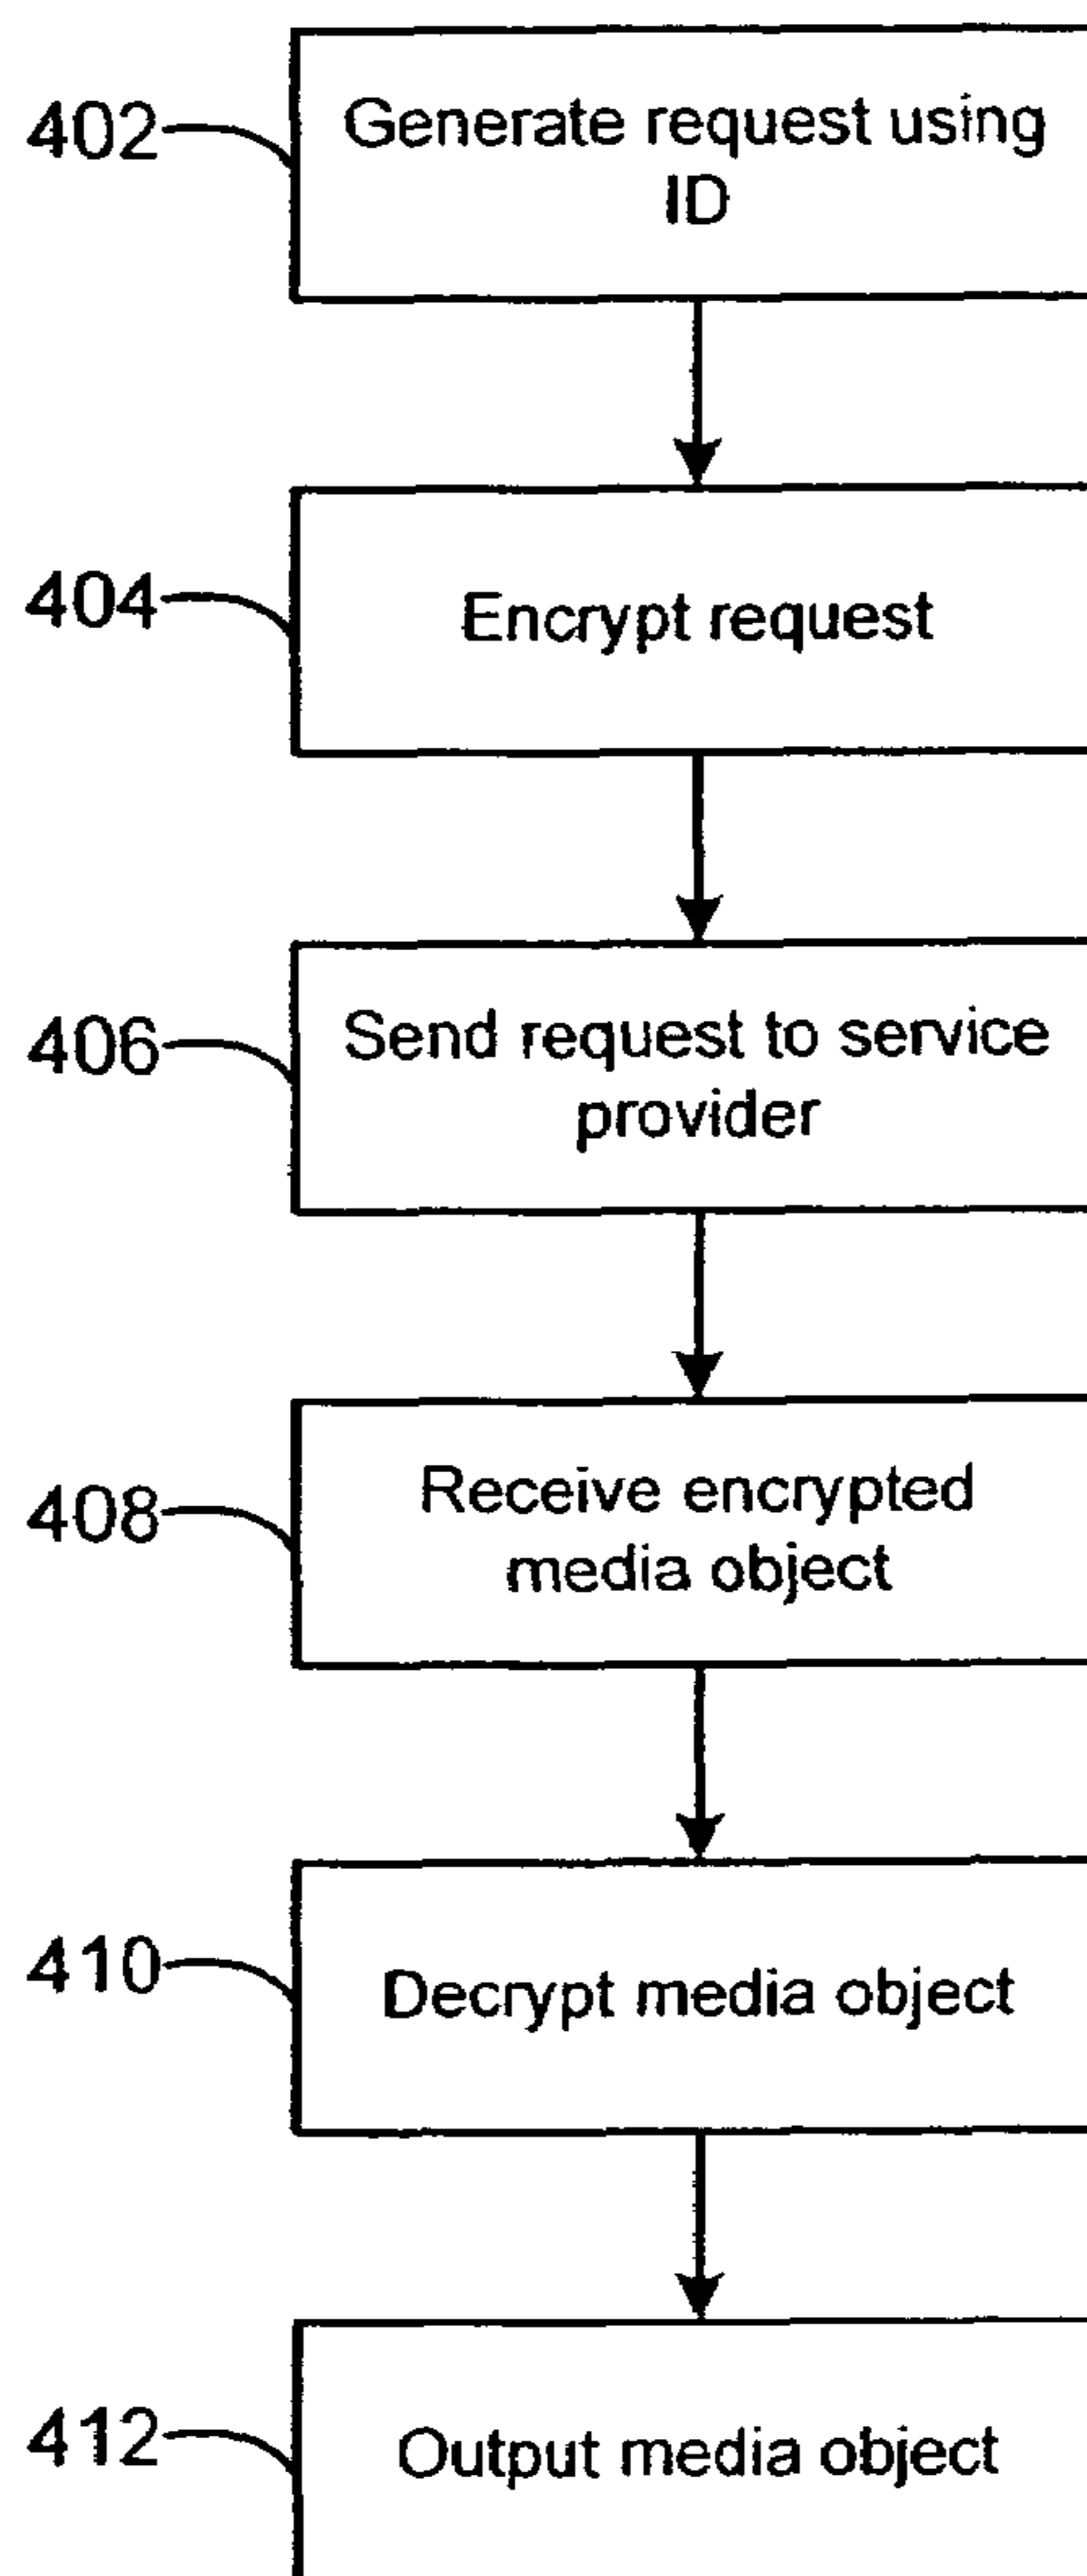 402
Generate request using
ID
404
Encrypt request
406
Send request to service
provider
408
Receive encrypted
media object
410
Decrypt media object
412
Output media object